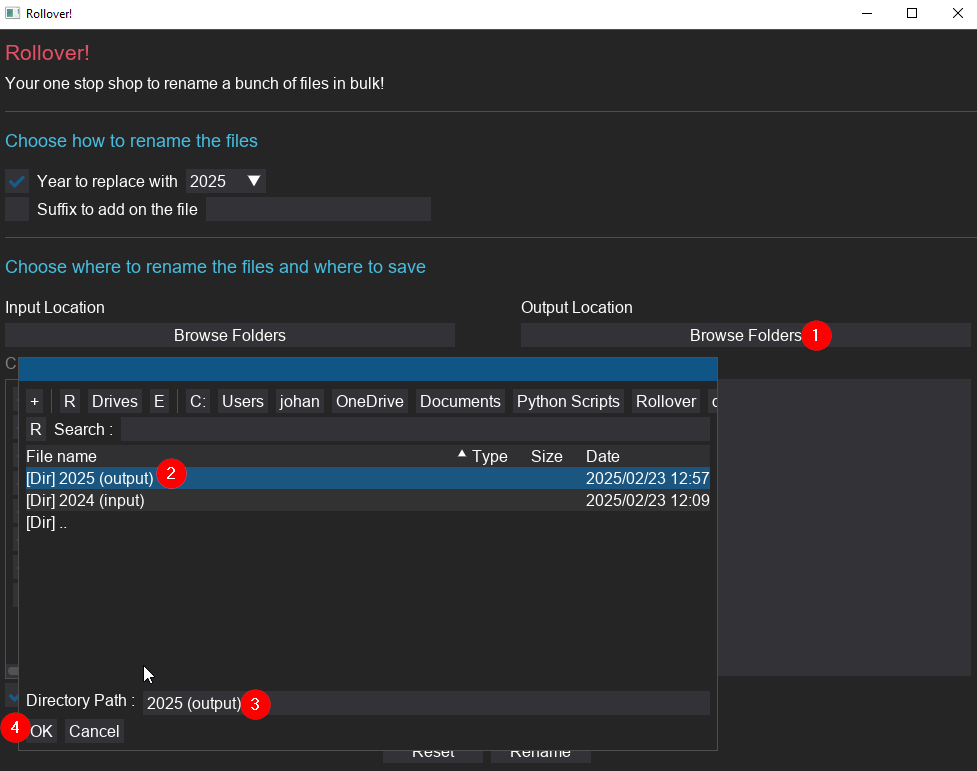 Rollover!
Rollover!
Your one stop shop to rename a bunch of files in bulk!
Choose how to rename the files
Year to replace with 2025
Suffix to add on the file
Choose where to rename the files and where to save
Input Location Output Location
Browse Folders Browse Folders 1
C
+ R Drives E C: Users johan OneDrive Documents Python Scripts Rollover
R Search :
File name Type Size Date
[Dir] 2025 (output) 2 2025/02/23 12:57
[Dir] 2024 (input) 2025/02/23 12:09
[Dir] ..
Directory Path : 2025 (output) 3
4 OK Cancel
Reset Rename